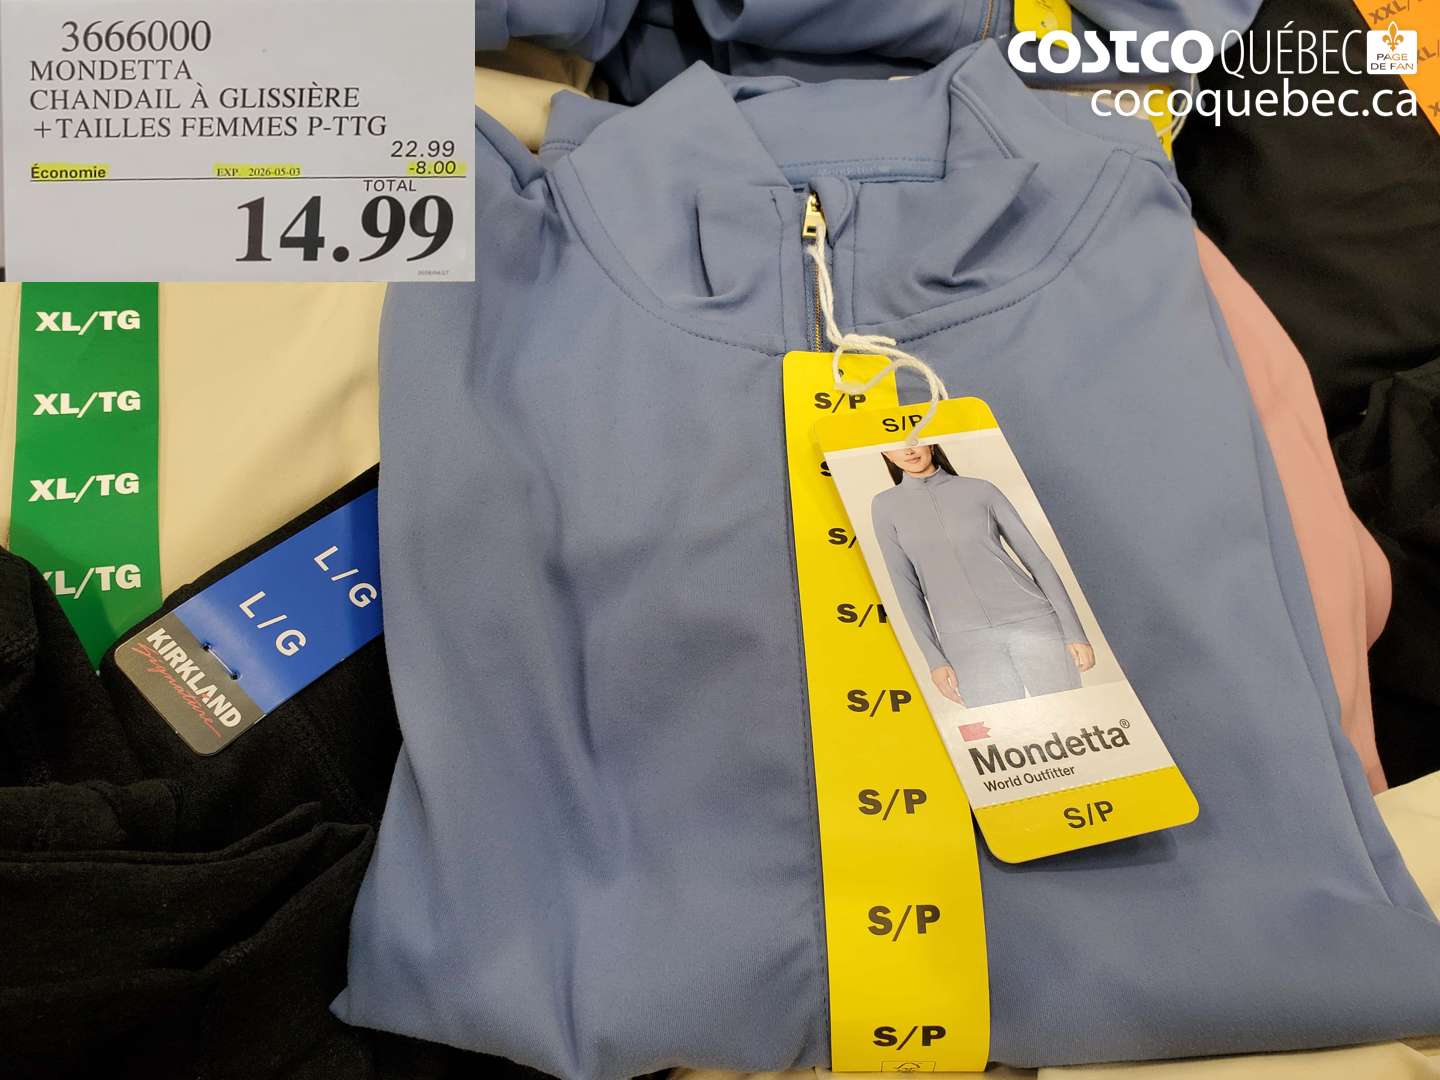 3666000
MONDETTA
CHANDAIL À GLISSIÈRE
+TAILLES FEMMES P-TTG
22.99
Économie EXP. 2026-05-03 -8.00
TOTAL
14.99
COSTCO QUÉBEC PAGE DE FAN
cocoquebec.ca
XL/TG
XL/TG
XL/TG
XL/TG
L/G
L/G
KIRKLAND
Signature
S/P
S/P
S/P
S/P
S/P
S/P
S/P
S/P
Mondetta®
World Outfitter
S/P